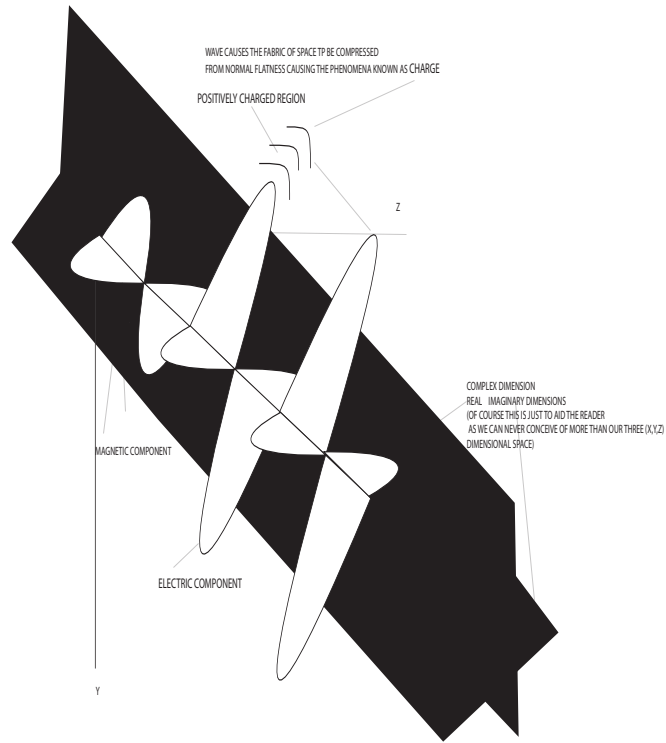 WAVE CAUSES THE FABRIC OF SPACE TP BE COMPRESSED
FROM NORMAL FLATNESS CAUSING THE PHENOMENA KNOWN AS CHARGE
POSITIVELY CHARGED REGION
Z
COMPLEX DIMENSION
REAL IMAGINARY DIMENSIONS
(OF COURSE THIS IS JUST TO AID THE READER
AS WE CAN NEVER CONCEIVE OF MORE THAN OUR THREE (X,Y,Z)
DIMENSIONAL SPACE)
MAGNETIC COMPONENT
ELECTRIC COMPONENT
Y